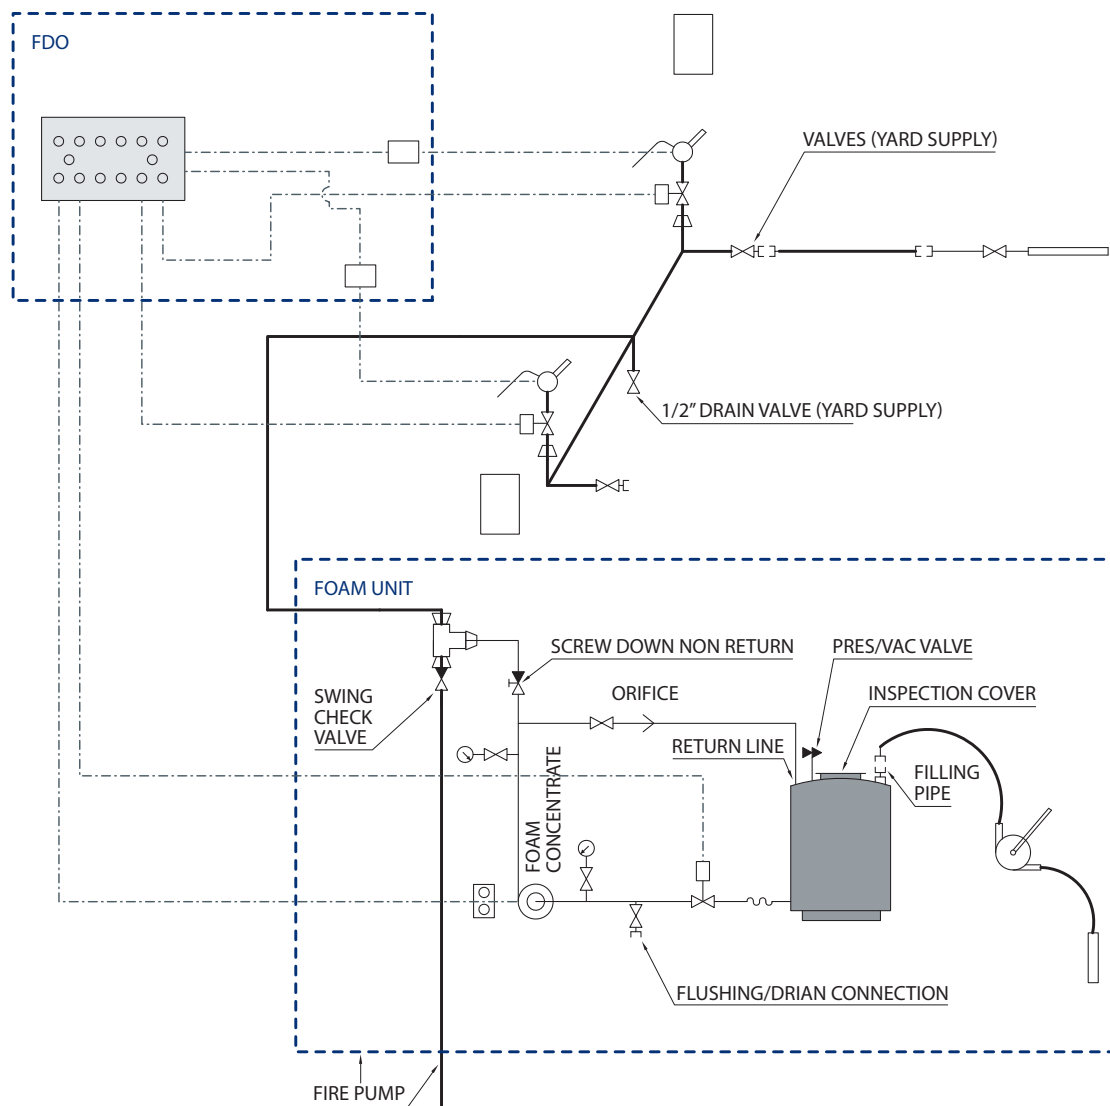 FDO
VALVES (YARD SUPPLY)
1/2” DRAIN VALVE (YARD SUPPLY)
FOAM UNIT
SCREW DOWN NON RETURN
PRES/VAC VALVE
SWING
CHECK
VALVE
ORIFICE
INSPECTION COVER
RETURN LINE
FILLING
PIPE
FOAM
CONCENTRATE
FLUSHING/DRIAN CONNECTION
FIRE PUMP